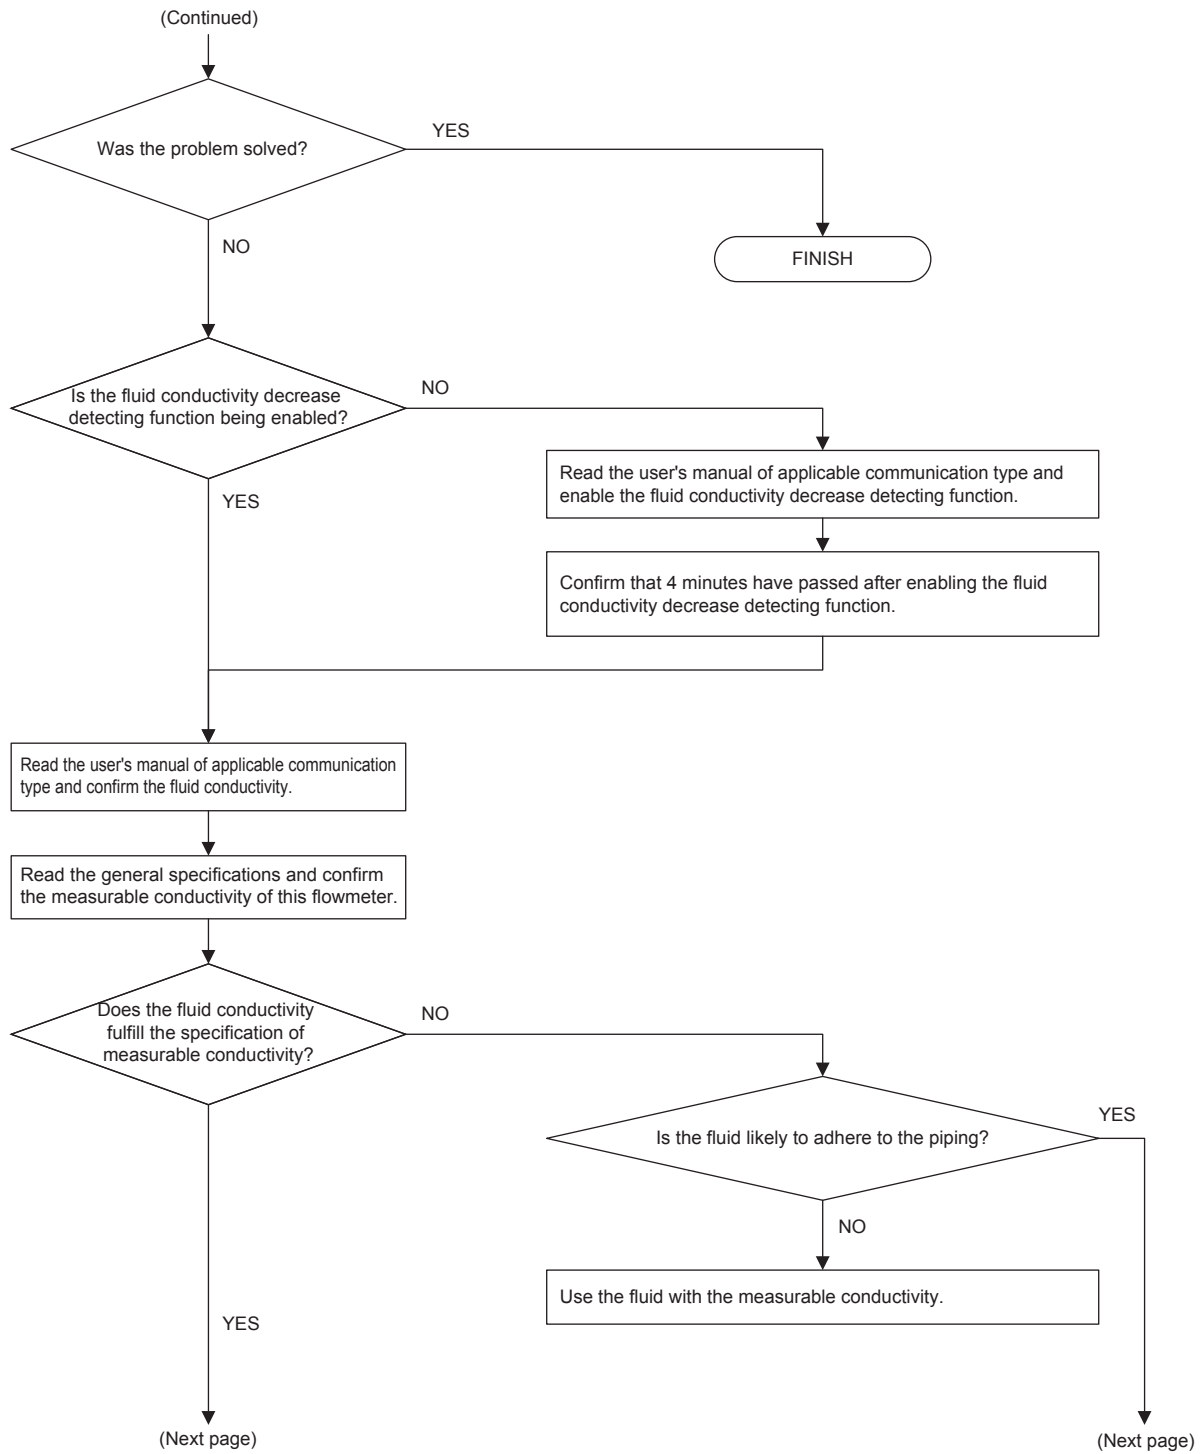 (Continued)
Was the problem solved?
YES
NO
FINISH
Is the fluid conductivity decrease
detecting function being enabled?
NO
YES
Read the user's manual of applicable communication type and
enable the fluid conductivity decrease detecting function.
Confirm that 4 minutes have passed after enabling the fluid
conductivity decrease detecting function.
Read the user's manual of applicable communication
type and confirm the fluid conductivity.
Read the general specifications and confirm
the measurable conductivity of this flowmeter.
Does the fluid conductivity
fulfill the specification of
measurable conductivity?
NO
Is the fluid likely to adhere to the piping?
YES
NO
Use the fluid with the measurable conductivity.
YES
(Next page)
(Next page)